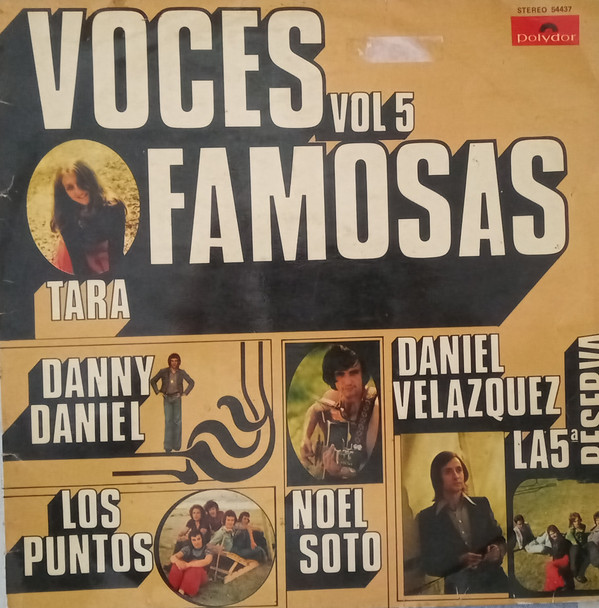 STEREO 54437
Polydor
VOCES
VOL 5
FAMOSAS
TARA
DANNY
DANIEL
DANIEL
VELAZQUEZ
LA 5ª
RESERVA
LOS
PUNTOS
NOEL
SOTO